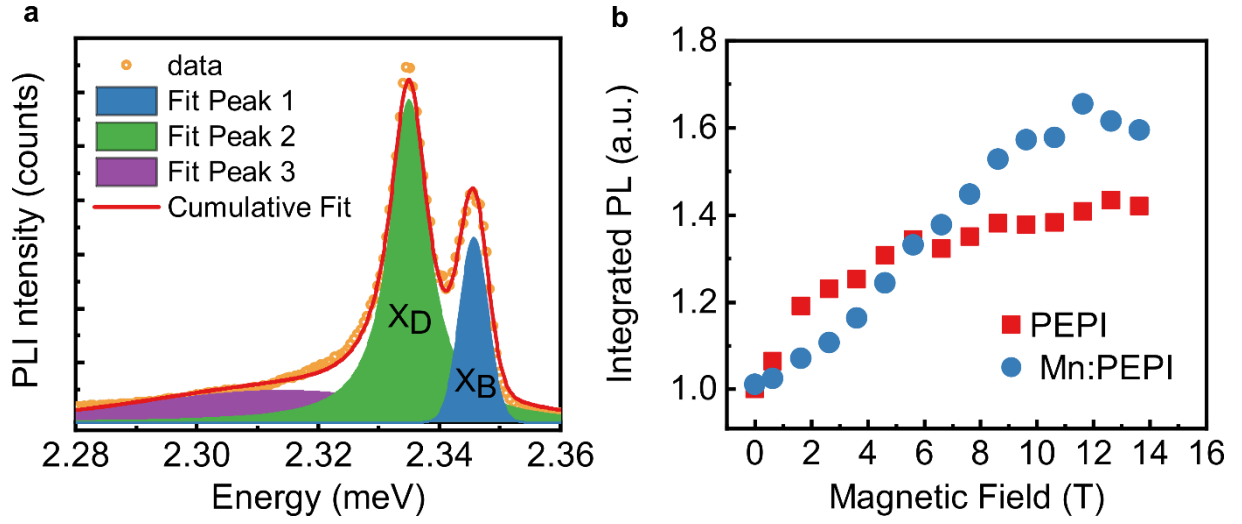 a
PLI ntensity (counts)
data
Fit Peak 1
Fit Peak 2
Fit Peak 3
Cumulative Fit
XD
XB
2.28 2.30 2.32 2.34 2.36
Energy (meV)
b
Integrated PL (a.u.)
1.8
1.6
1.4
1.2
1.0
PEPI
Mn:PEPI
0 2 4 6 8 10 12 14 16
Magnetic Field (T)